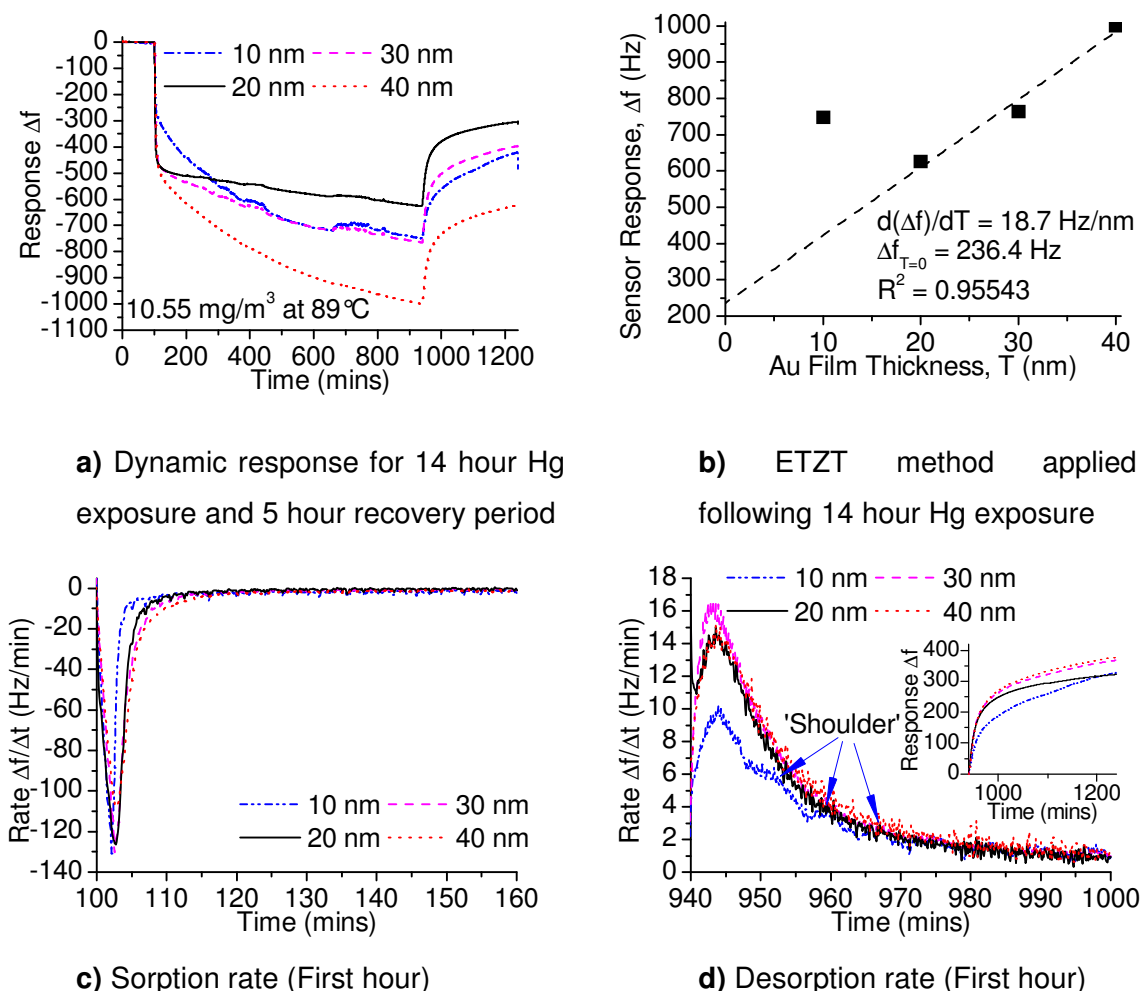 0
-100
-200
-300
-400
-500
-600
-700
-800
-900
-1000
-1100
Response Δf
10 nm 30 nm
20 nm 40 nm
10.55 mg/m³ at 89°C
0 200 400 600 800 1000 1200
Time (mins)
a) Dynamic response for 14 hour Hg
exposure and 5 hour recovery period
1000
900
800
700
600
500
400
300
200
Sensor Response, Δf (Hz)
d(Δf)/dT = 18.7 Hz/nm
Δf_T=0 = 236.4 Hz
R² = 0.95543
0 10 20 30 40
Au Film Thickness, T (nm)
b) ETZT method applied
following 14 hour Hg exposure
0
-20
-40
-60
-80
-100
-120
-140
Rate Δf/Δt (Hz/min)
10 nm 30 nm
20 nm 40 nm
100 110 120 130 140 150 160
Time (mins)
c) Sorption rate (First hour)
18
16
14
12
10
8
6
4
2
0
Rate Δf/Δt (Hz/min)
10 nm 30 nm
20 nm 40 nm
'Shoulder'
400
300
200
100
0
Response Δf
1000 1200
Time (mins)
940 950 960 970 980 990 1000
Time (mins)
d) Desorption rate (First hour)